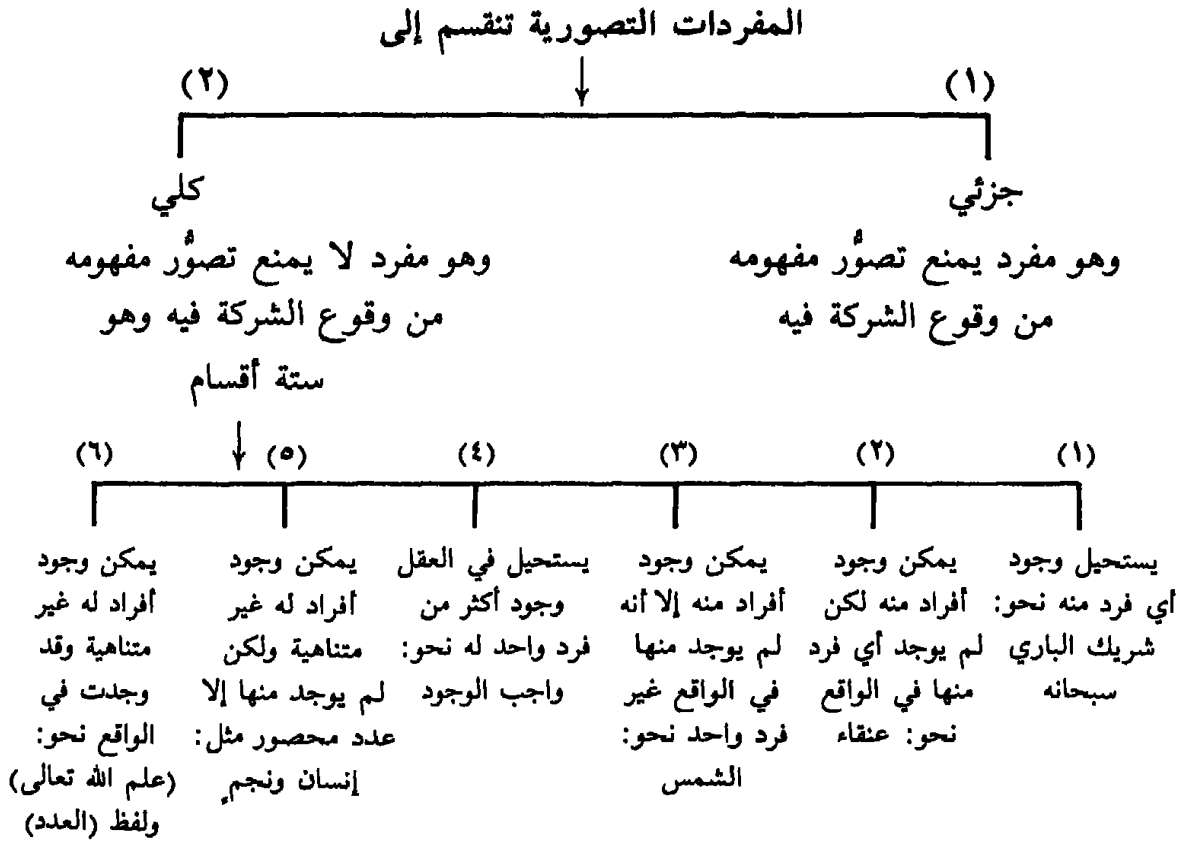 المفردات التصورية تنقسم إلى
(١) (٢)
جزئي
وهو مفرد يمنع تصوُّر مفهومه
من وقوع الشركة فيه
كلي
وهو مفرد لا يمنع تصوُّر مفهومه
من وقوع الشركة فيه وهو
ستة أقسام
(١) (٢) (٣) (٤) (٥) (٦)
يستحيل وجود
أي فرد منه نحو:
شريك الباري
سبحانه
يمكن وجود
أفراد منه لكن
لم يوجد أي فرد
منها في الواقع
نحو: عنقاء
يمكن وجود
أفراد منه إلا أنه
لم يوجد منها
في الواقع غير
فرد واحد نحو:
الشمس
يستحيل في العقل
وجود أكثر من
فرد واحد له نحو:
واجب الوجود
يمكن وجود
أفراد له غير
متناهية ولكن
لم يوجد منها إلا
عدد محصور مثل:
إنسان ونجمٍ
يمكن وجود
أفراد له غير
متناهية وقد
وجدت في
الواقع نحو:
(علم الله تعالى)
ولفظ (العدد)